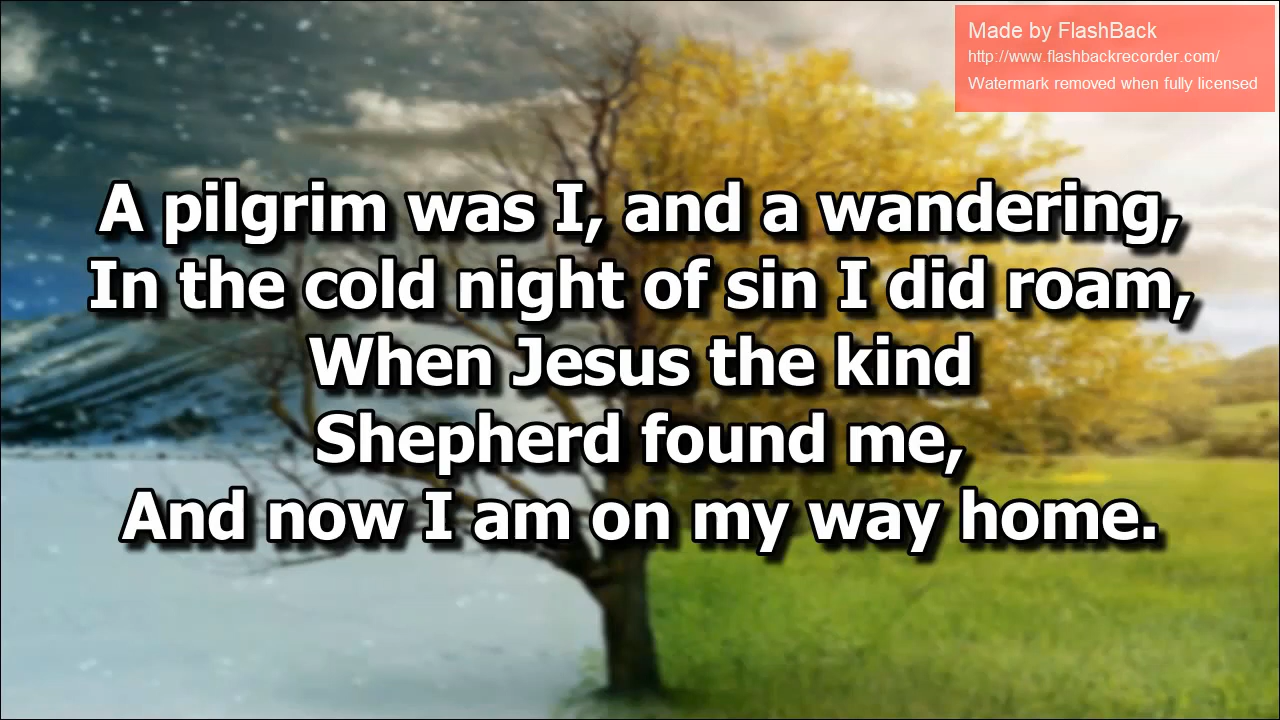 Made by FlashBack
http://www.flashbackrecorder.com/
Watermark removed when fully licensed
A pilgrim was I, and a wandering,
In the cold night of sin I did roam,
When Jesus the kind
Shepherd found me,
And now I am on my way home.